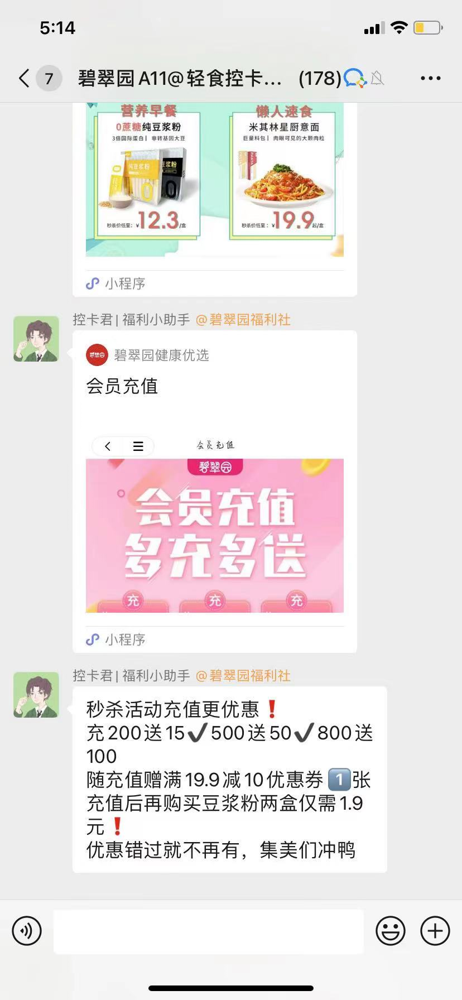 5:14
7
碧翠园A11@轻食控卡... (178)
营养早餐
0蔗糖纯豆浆粉
3倍国际蛋白 | 非转基因大豆
纯豆浆粉
豆浆粉
秒杀价低至：¥12.3/盒
懒人速食
米其林星厨意面
巨量料包 | 肉眼可见的大颗肉粒
PASTA
秒杀价低至：¥19.9起/盒
小程序
控卡君| 福利小助手 @碧翠园福利社
碧翠园
碧翠园健康优选
会员充值
会员充值
碧翠园
会员充值
多充多送
充 充 充
小程序
控卡君| 福利小助手 @碧翠园福利社
秒杀活动充值更优惠❗
充200送15✔500送50✔800送
100
随充值赠满19.9减10优惠券1️⃣张
充值后再购买豆浆粉两盒仅需1.9
元❗
优惠错过就不再有，集美们冲鸭